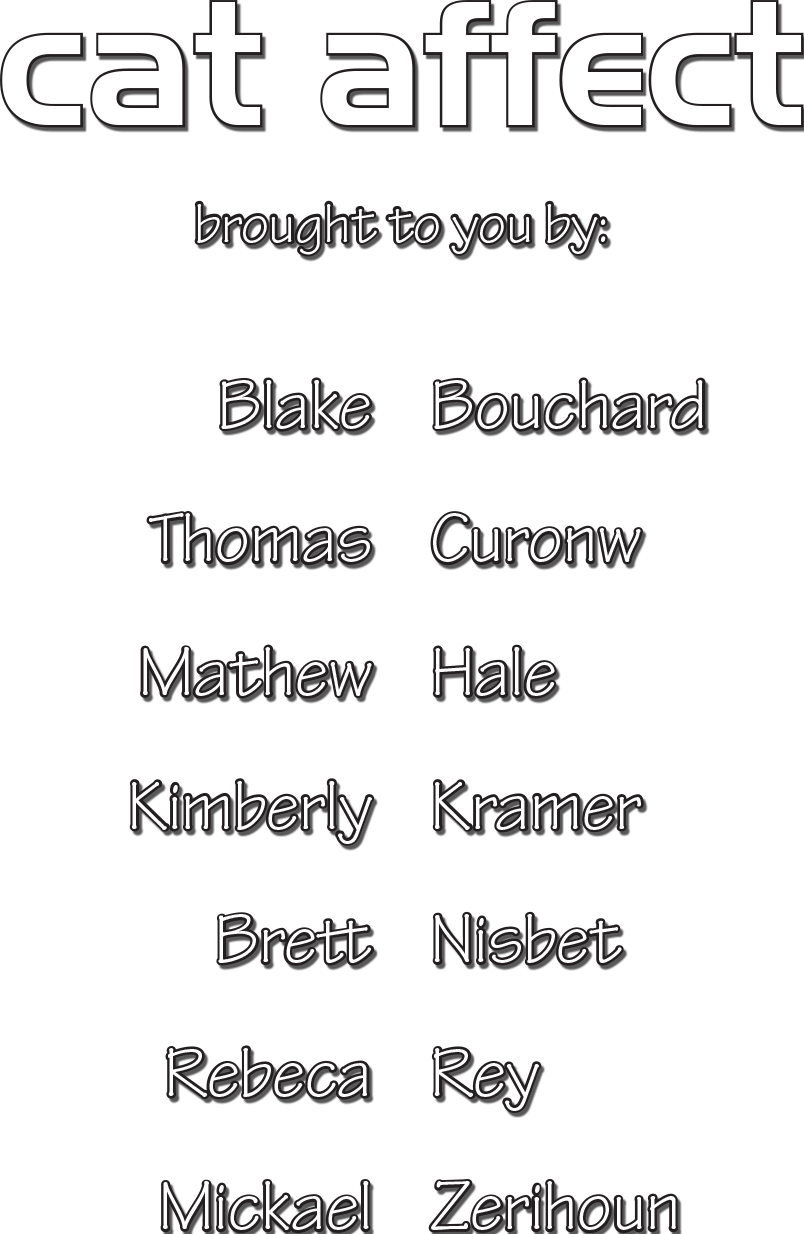 cat affect
brought to you by:
Blake Bouchard
Thomas Curonw
Mathew Hale
Kimberly Kramer
Brett Nisbet
Rebeca Rey
Mickael Zerihoun